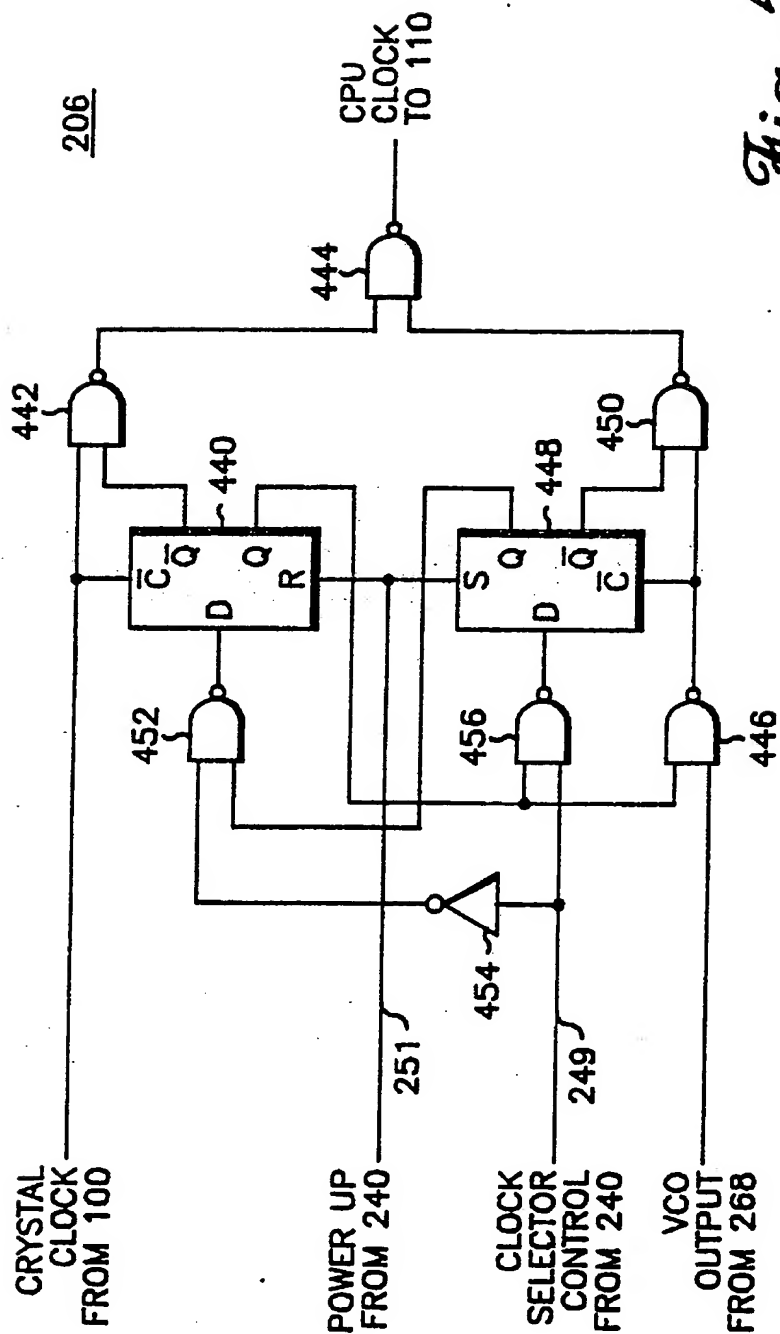 206
CRYSTAL
CLOCK
FROM 100
442
444
CPU
CLOCK
TO 110
C̅
Q̅
440
Q
D
R
452
POWER UP
FROM 240
251
454
S
Q
448
D
Q̅
C̅
456
450
CLOCK
SELECTOR
CONTROL
FROM 240
249
VCO
OUTPUT
FROM 268
446